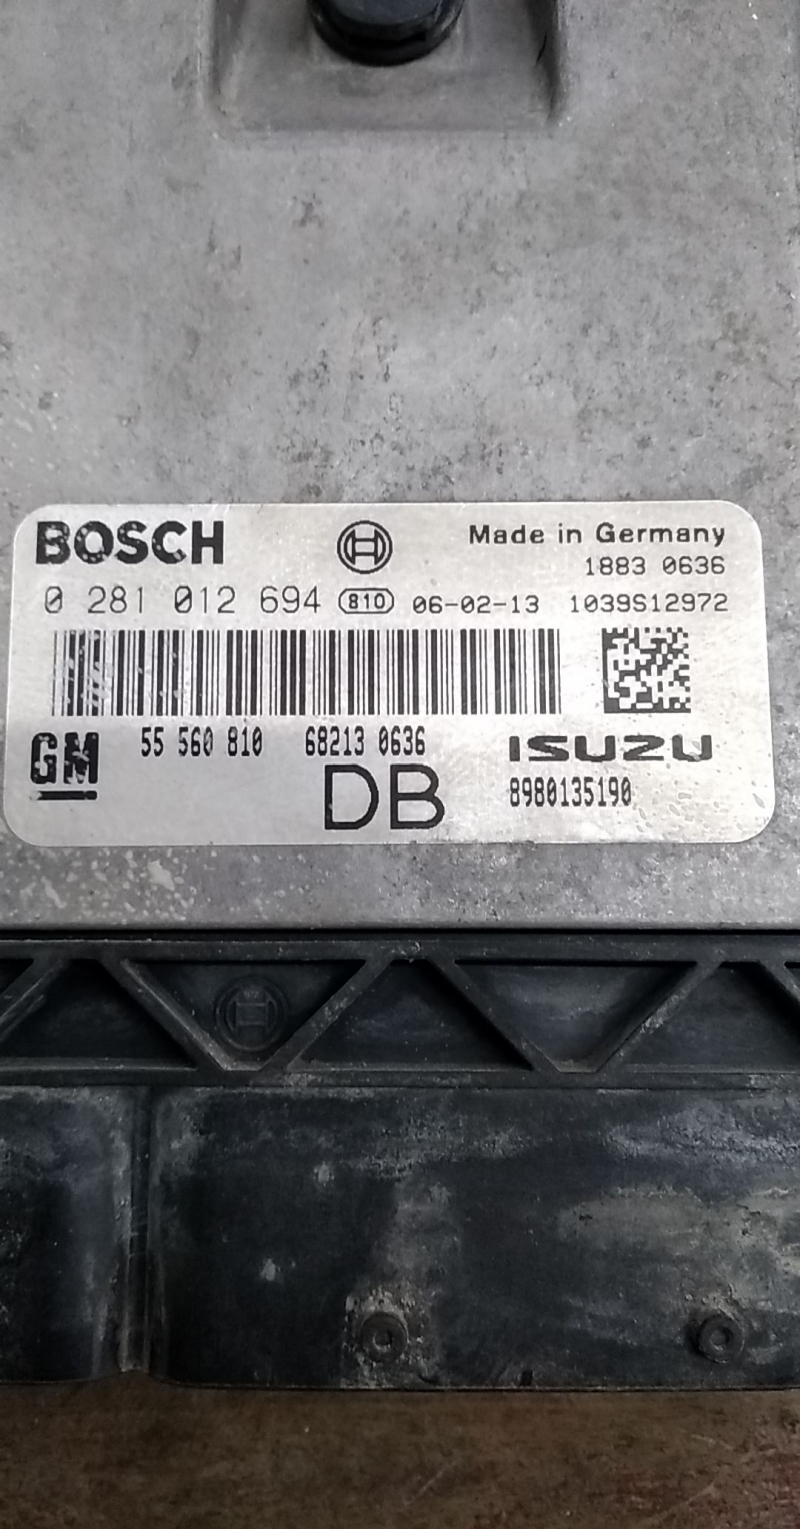 BOSCH Made in Germany
1883 0636
0 281 012 694 810 06-02-13 1039S12972
GM 55 560 810 68213 0636 ISUZU
DB 8980135190